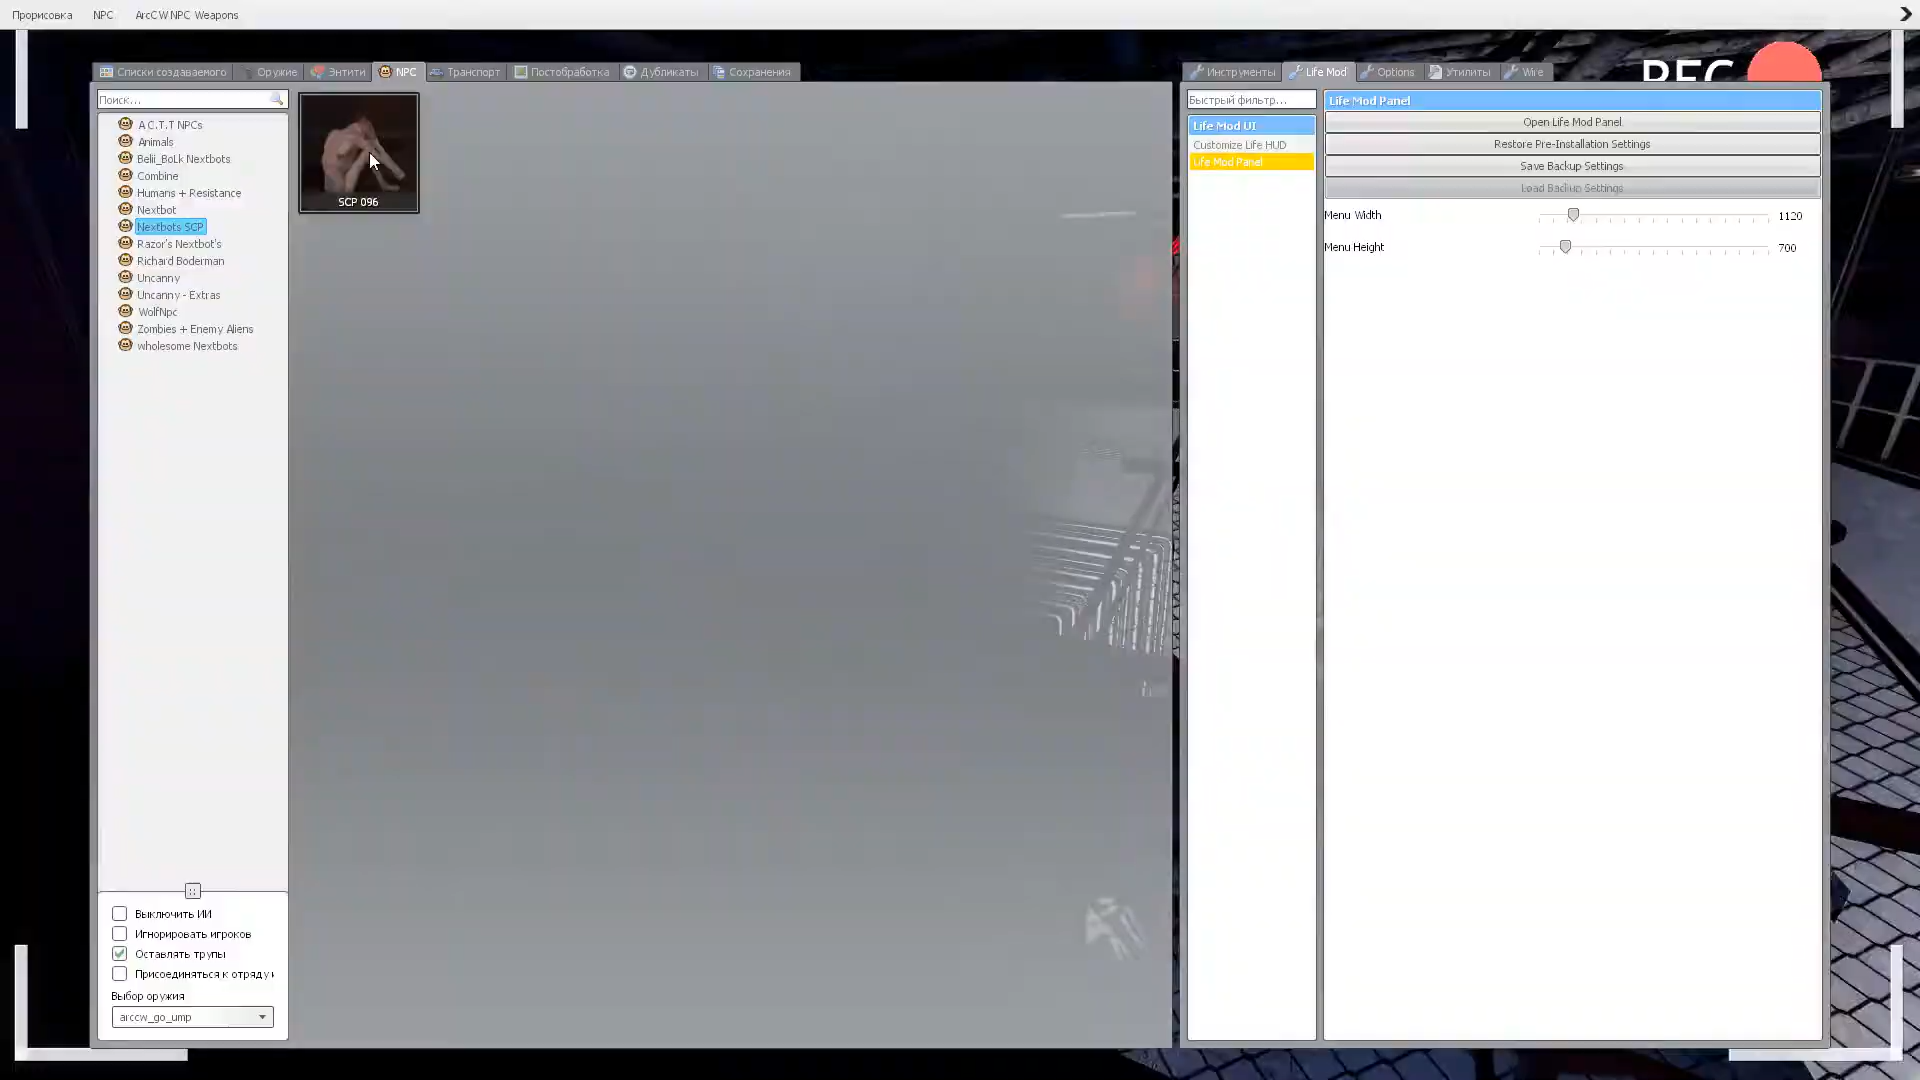 Прорисовка NPC ArcCW NPC Weapons
REC
Списки создаваемого Оружие Энтити NPC Транспорт Постобработка Дубликаты Сохранения
Поиск...
A.C.T.T NPCs
Animals
Belii_BoLk Nextbots
Combine
Humans + Resistance
Nextbot
Nextbots SCP
Razor's Nextbot's
Richard Boderman
Uncanny
Uncanny - Extras
WolfNpc
Zombies + Enemy Aliens
wholesome Nextbots
Выключить ИИ
Игнорировать игроков
Оставлять трупы
Присоединяться к отряду
Выбор оружия
arccw_go_ump
SCP 096
Инструменты Life Mod Options Утилиты Wire
Быстрый фильтр...
Life Mod UI
Customize Life HUD
Life Mod Panel
Life Mod Panel
Open Life Mod Panel
Restore Pre-Installation Settings
Save Backup Settings
Load Backup Settings
Menu Width 1120
Menu Height 700